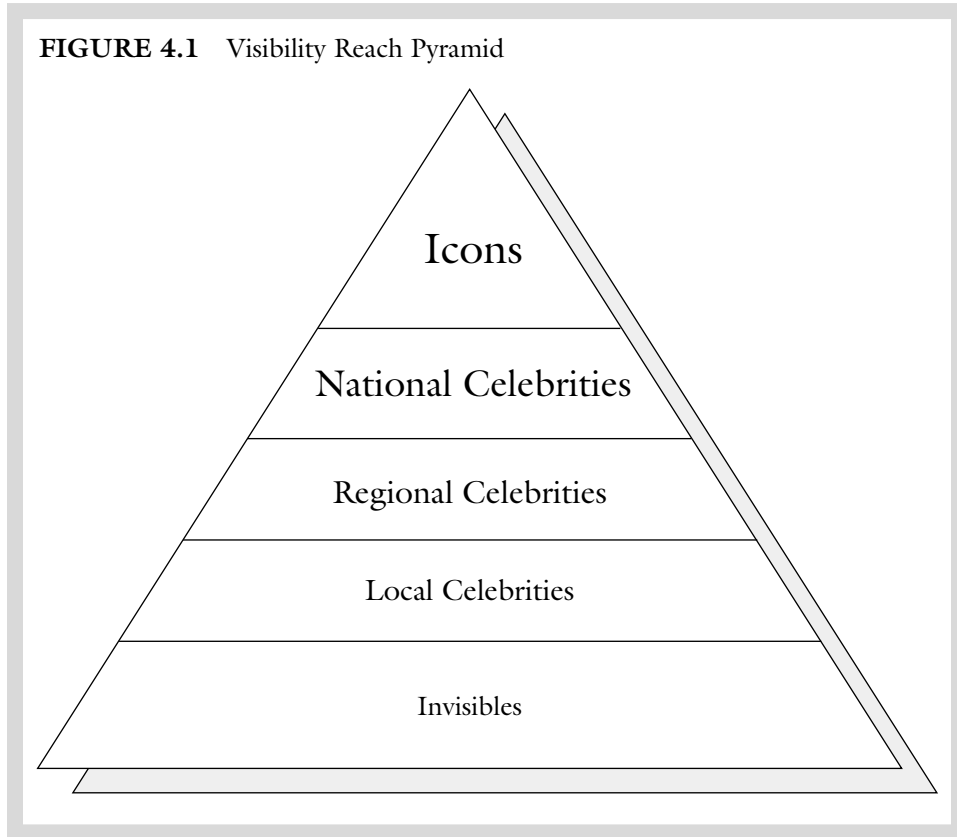 FIGURE 4.1 Visibility Reach Pyramid
Icons
National Celebrities
Regional Celebrities
Local Celebrities
Invisibles